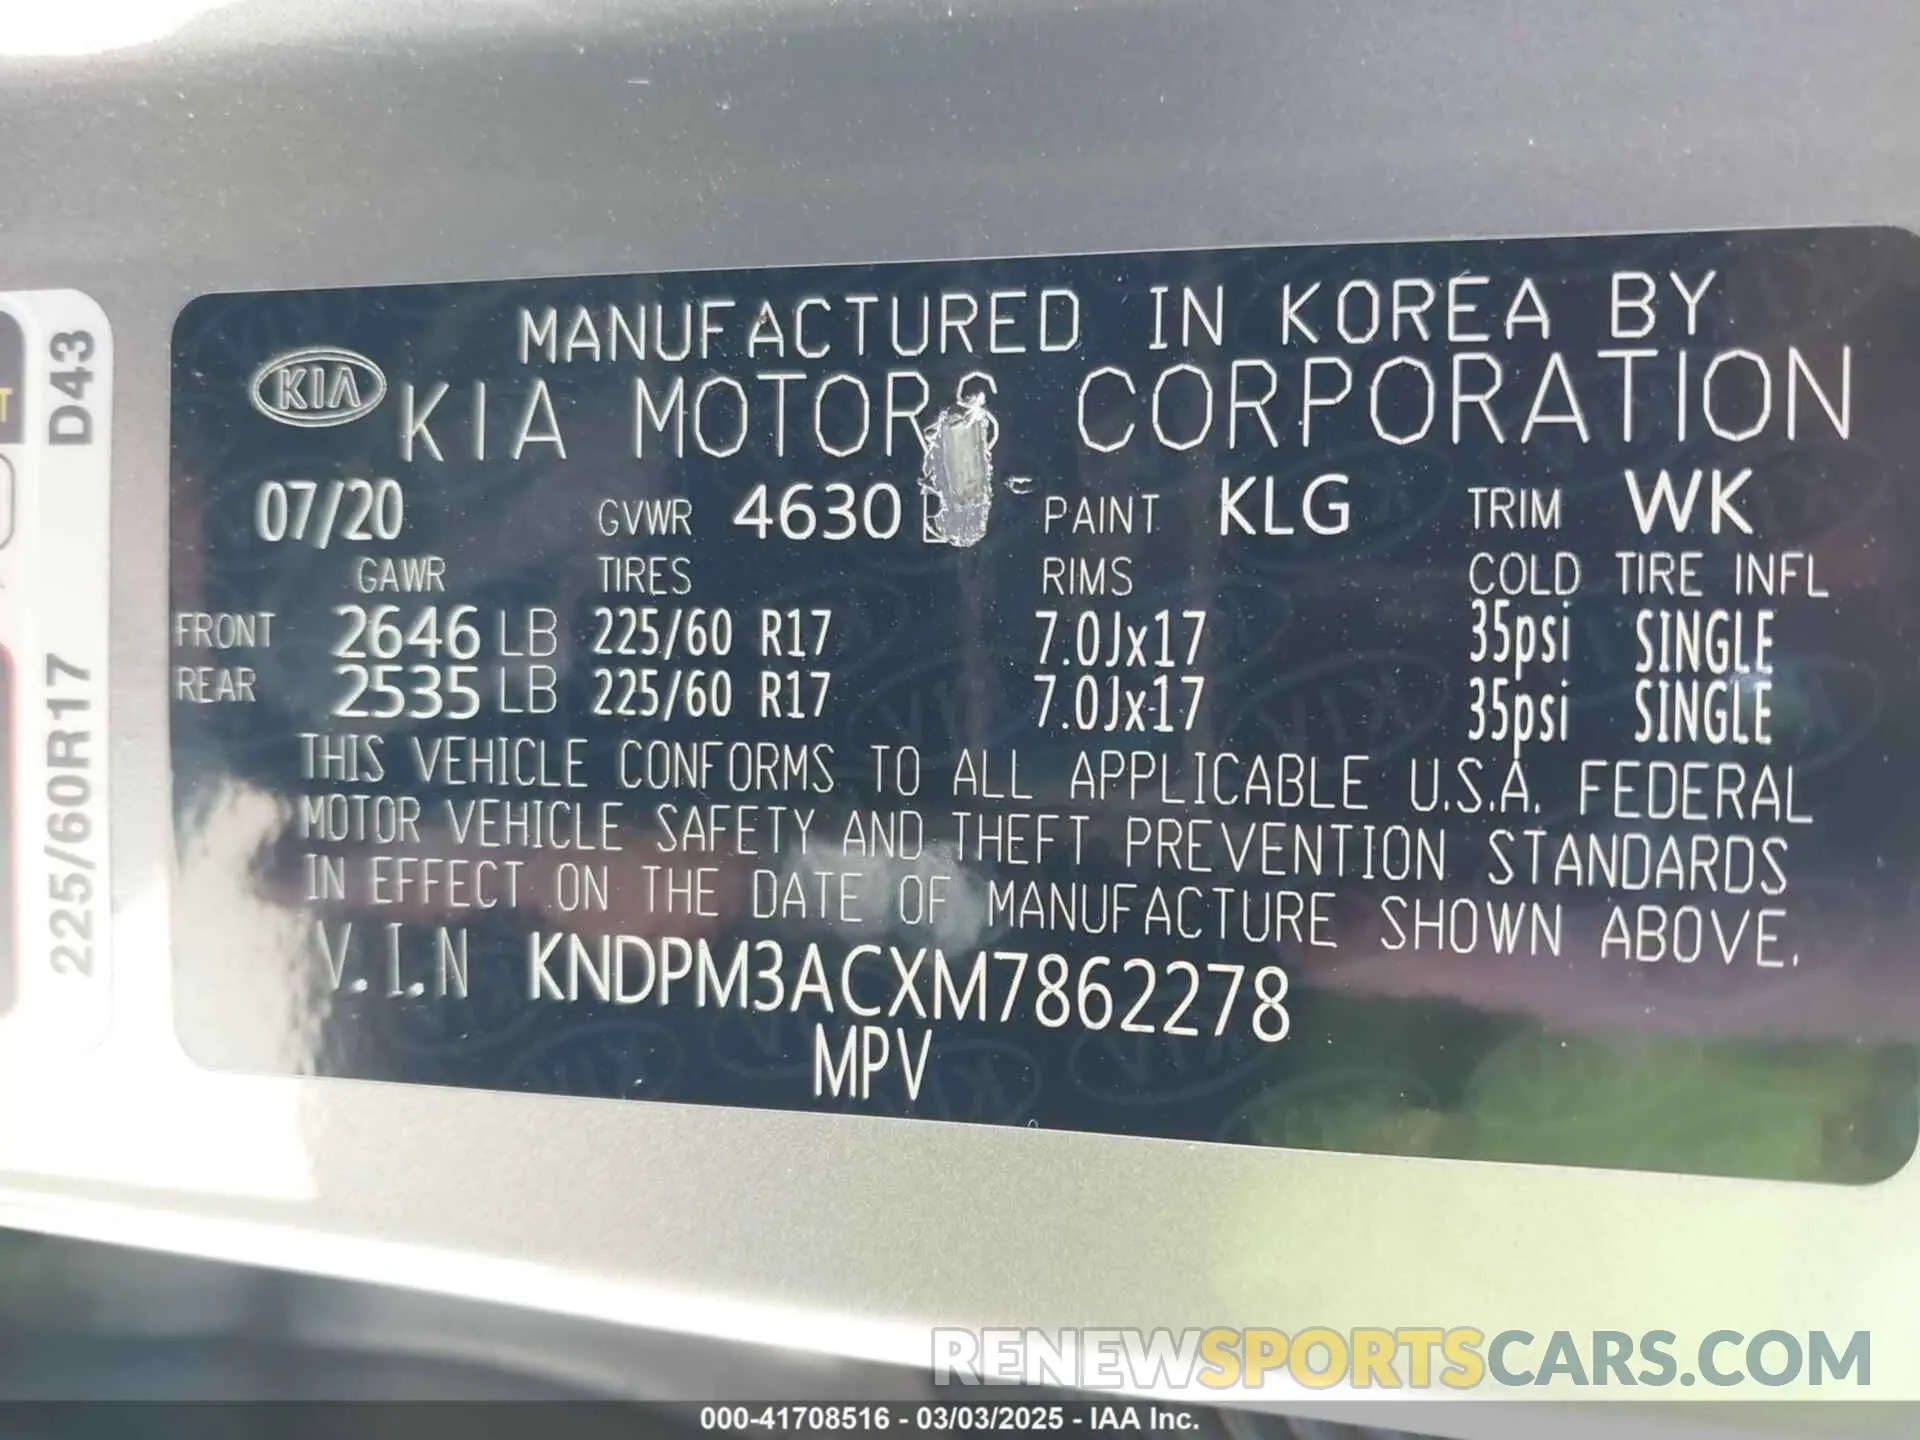 MANUFACTURED IN KOREA BY
KIA
KIA MOTORS CORPORATION
07/20 GVWR 4630 PAINT KLG TRIM WK
GAWR TIRES RIMS COLD TIRE INFL
FRONT 2646 LB 225/60 R17 7.0Jx17 35psi SINGLE
REAR 2535 LB 225/60 R17 7.0Jx17 35psi SINGLE
THIS VEHICLE CONFORMS TO ALL APPLICABLE U.S.A. FEDERAL
MOTOR VEHICLE SAFETY AND THEFT PREVENTION STANDARDS
IN EFFECT ON THE DATE OF MANUFACTURE SHOWN ABOVE.
V.I.N KNDPM3ACXM7862278
MPV
225/60R17 D43
RENEWSPORTSCARS.COM
000-41708516 - 03/03/2025 - IAA Inc.